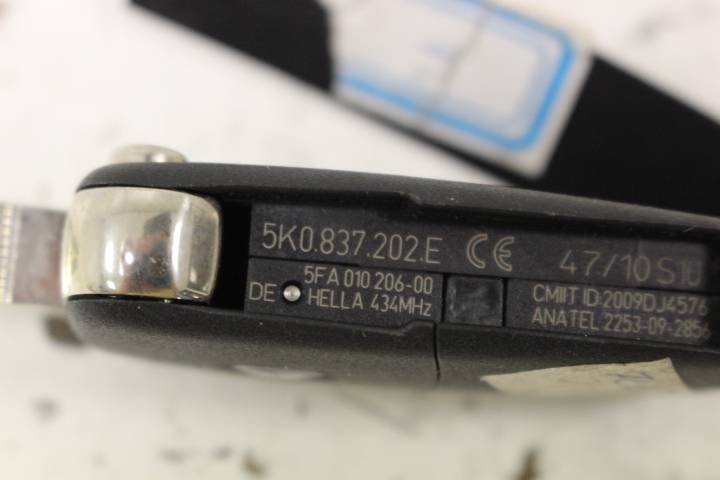 5K0.837.202.E CE 47/10 S10
5FA 010 206-00
DE HELLA 434MHz
CMIIT ID:2009DJ4576
ANATEL 2253-09-2856